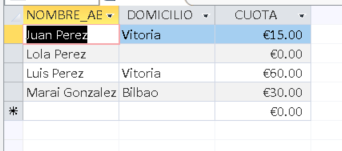 NOMBRE_AB DOMICILIO CUOTA
Juan Perez Vitoria €15.00
Lola Perez €0.00
Luis Perez Vitoria €60.00
Marai Gonzalez Bilbao €30.00
* €0.00